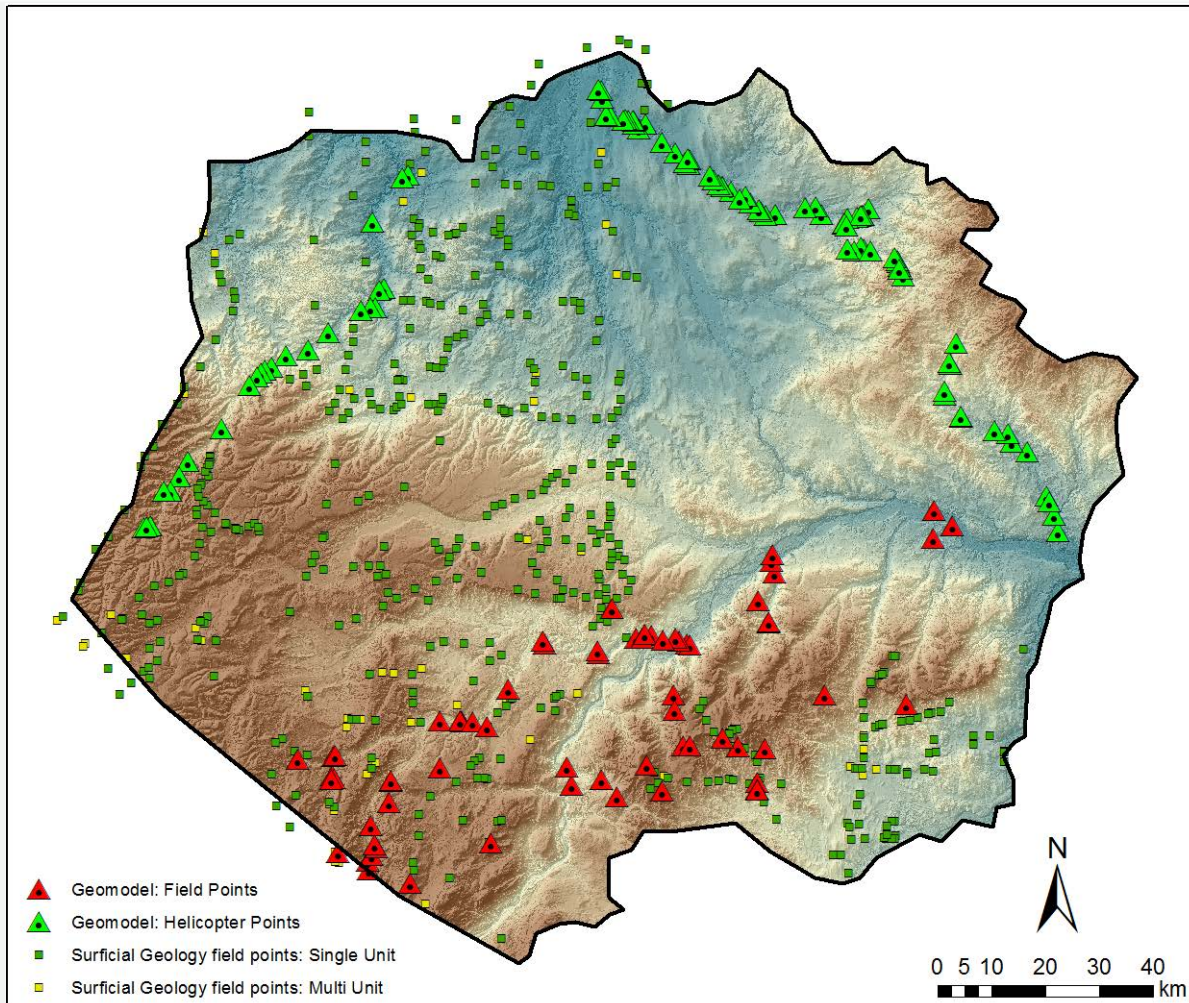 N
Geomodel: Field Points
Geomodel: Helicopter Points
Surficial Geology field points: Single Unit
Surficial Geology field points: Multi Unit
0 5 10 20 30 40
km